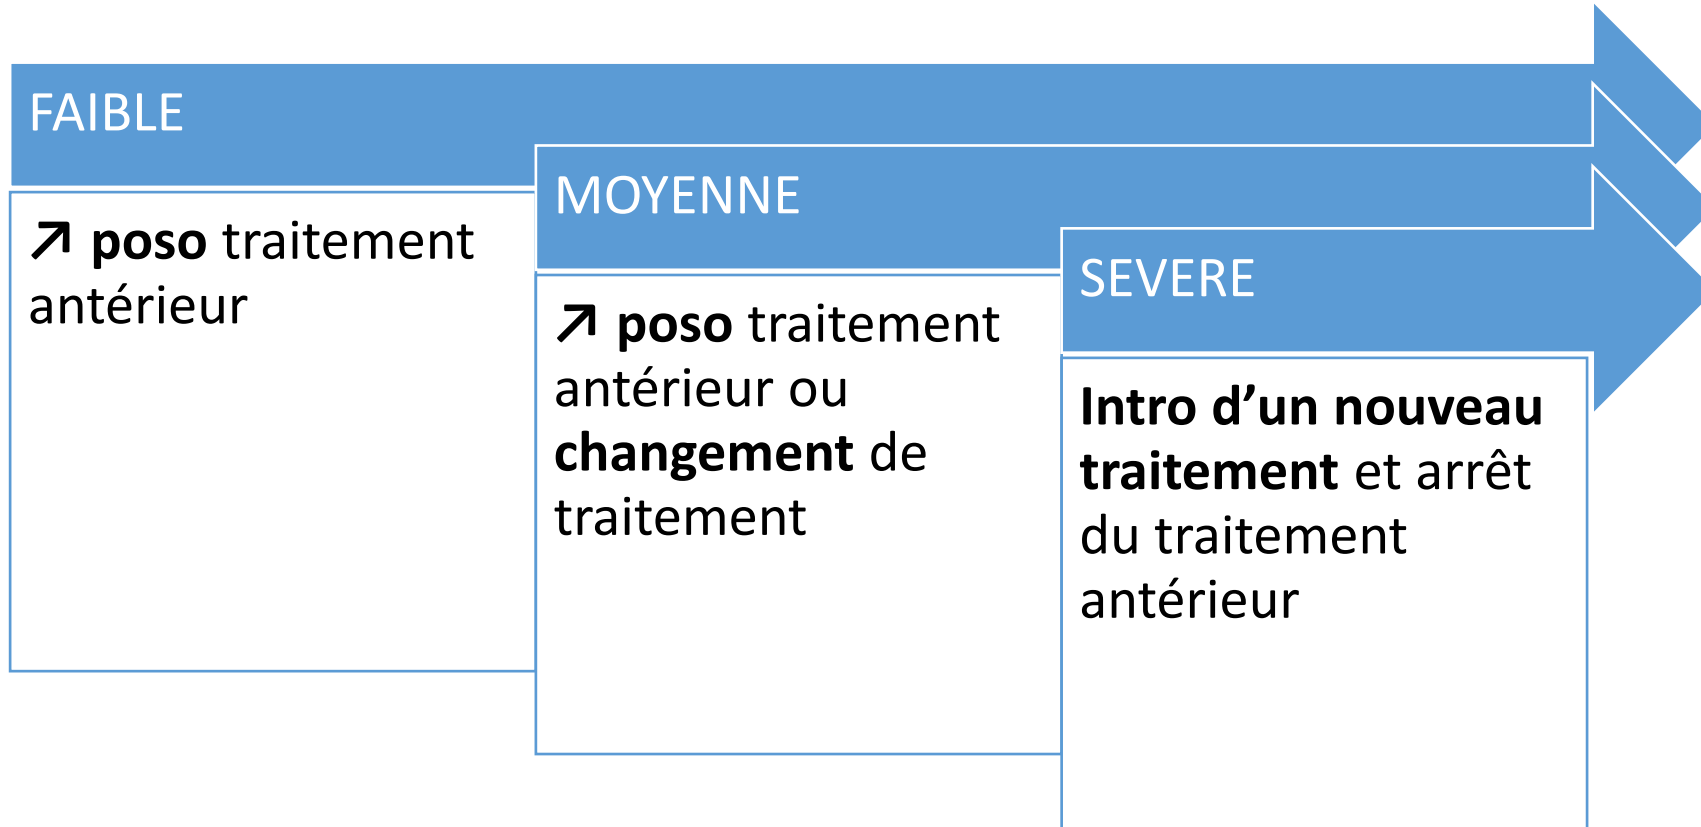 FAIBLE
↗ poso traitement
antérieur
MOYENNE
↗ poso traitement
antérieur ou
changement de
traitement
SEVERE
Intro d’un nouveau
traitement et arrêt
du traitement
antérieur